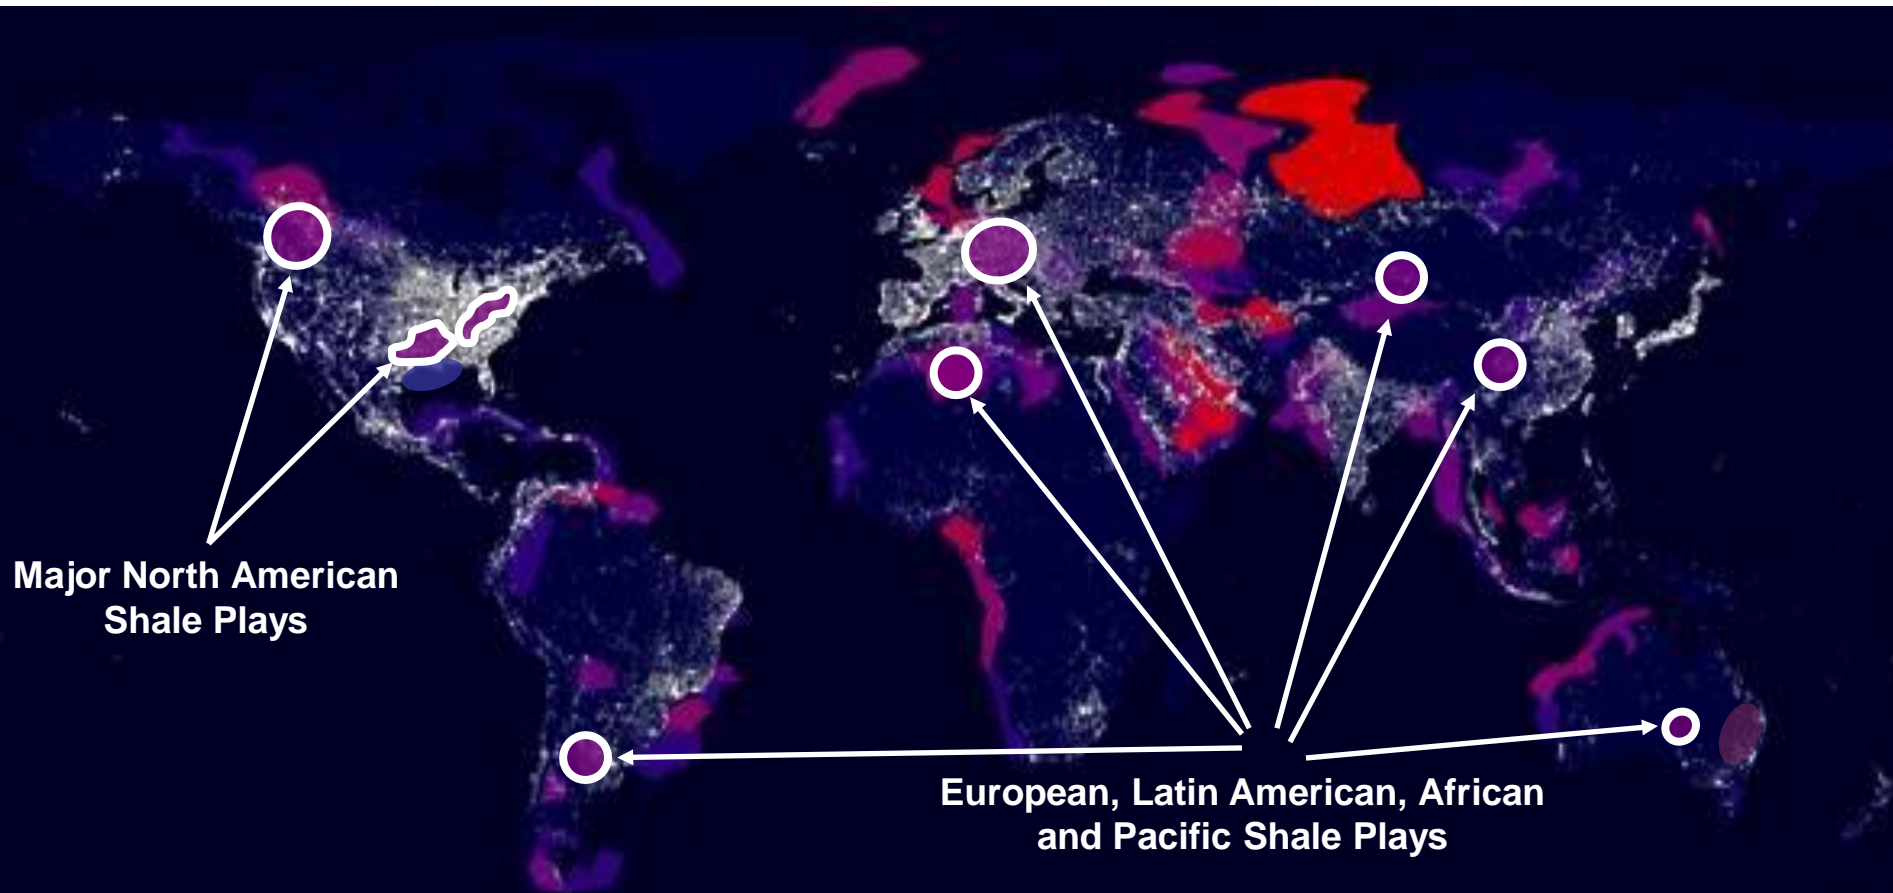 Major North American
Shale Plays
European, Latin American, African
and Pacific Shale Plays